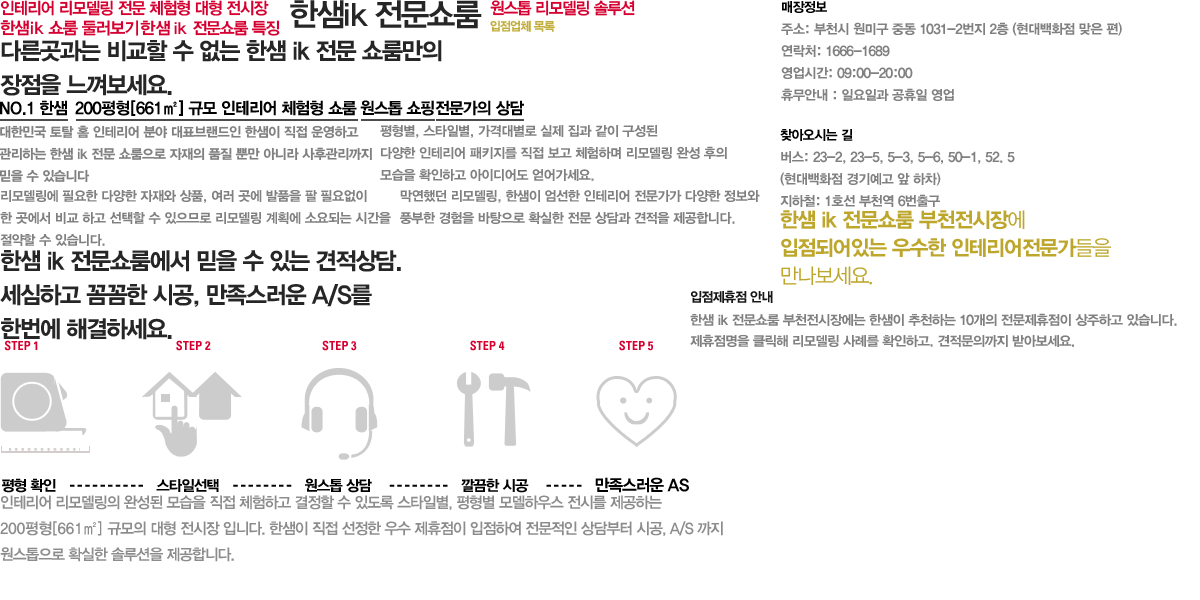 인테리어 리모델링 전문 체험형 대형 전시장
한샘ik 전문쇼룸
원스톱 리모델링 솔루션
한샘ik 쇼룸 둘러보기
한샘 ik 전문쇼룸 특징
입점업체 목록
다른곳과는 비교할 수 없는 한샘 ik 전문 쇼룸만의
장점을 느껴보세요.
NO.1 한샘
200평형[661㎡] 규모 인테리어 체험형 쇼룸
원스톱 쇼핑
전문가의 상담
대한민국 토탈 홈 인테리어 분야 대표브랜드인 한샘이 직접 운영하고
관리하는 한샘 ik 전문 쇼룸으로 자재의 품질 뿐만 아니라 사후관리까지
믿을 수 있습니다
평형별, 스타일별, 가격대별로 실제 집과 같이 구성된
다양한 인테리어 패키지를 직접 보고 체험하며 리모델링 완성 후의
모습을 확인하고 아이디어도 얻어가세요.
리모델링에 필요한 다양한 자재와 상품, 여러 곳에 발품을 팔 필요없이
한 곳에서 비교 하고 선택할 수 있으므로 리모델링 계획에 소요되는 시간을
절약할 수 있습니다.
막연했던 리모델링, 한샘이 엄선한 인테리어 전문가가 다양한 정보와
풍부한 경험을 바탕으로 확실한 전문 상담과 견적을 제공합니다.
한샘 ik 전문쇼룸에서 믿을 수 있는 견적상담.
세심하고 꼼꼼한 시공, 만족스러운 A/S를
한번에 해결하세요.
STEP 1
STEP 2
STEP 3
STEP 4
STEP 5
평형 확인
스타일선택
원스톱 상담
깔끔한 시공
만족스러운 AS
인테리어 리모델링의 완성된 모습을 직접 체험하고 결정할 수 있도록 스타일별, 평형별 모델하우스 전시를 제공하는
200평형[661㎡] 규모의 대형 전시장 입니다. 한샘이 직접 선정한 우수 제휴점이 입점하여 전문적인 상담부터 시공, A/S 까지
원스톱으로 확실한 솔루션을 제공합니다.
매장정보
주소: 부천시 원미구 중동 1031-2번지 2층 (현대백화점 맞은 편)
연락처: 1666-1689
영업시간: 09:00-20:00
휴무안내 : 일요일과 공휴일 영업
찾아오시는 길
버스: 23-2, 23-5, 5-3, 5-6, 50-1, 52, 5
(현대백화점 경기예고 앞 하차)
지하철: 1호선 부천역 6번출구
한샘 ik 전문쇼룸 부천전시장에
입점되어있는 우수한 인테리어전문가들을
만나보세요.
입점제휴점 안내
한샘 ik 전문쇼룸 부천전시장에는 한샘이 추천하는 10개의 전문제휴점이 상주하고 있습니다.
제휴점명을 클릭해 리모델링 사례를 확인하고, 견적문의까지 받아보세요.